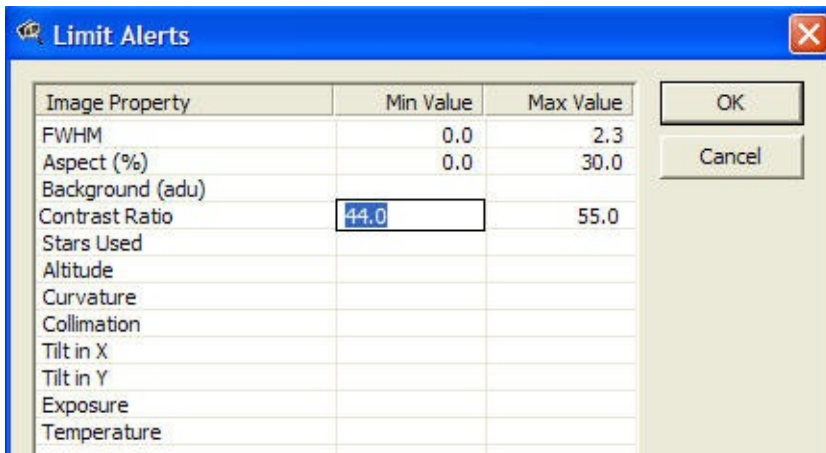 Limit Alerts
Image Property Min Value Max Value
FWHM 0.0 2.3
Aspect (%) 0.0 30.0
Background (adu)
Contrast Ratio 44.0 55.0
Stars Used
Altitude
Curvature
Collimation
Tilt in X
Tilt in Y
Exposure
Temperature
OK
Cancel